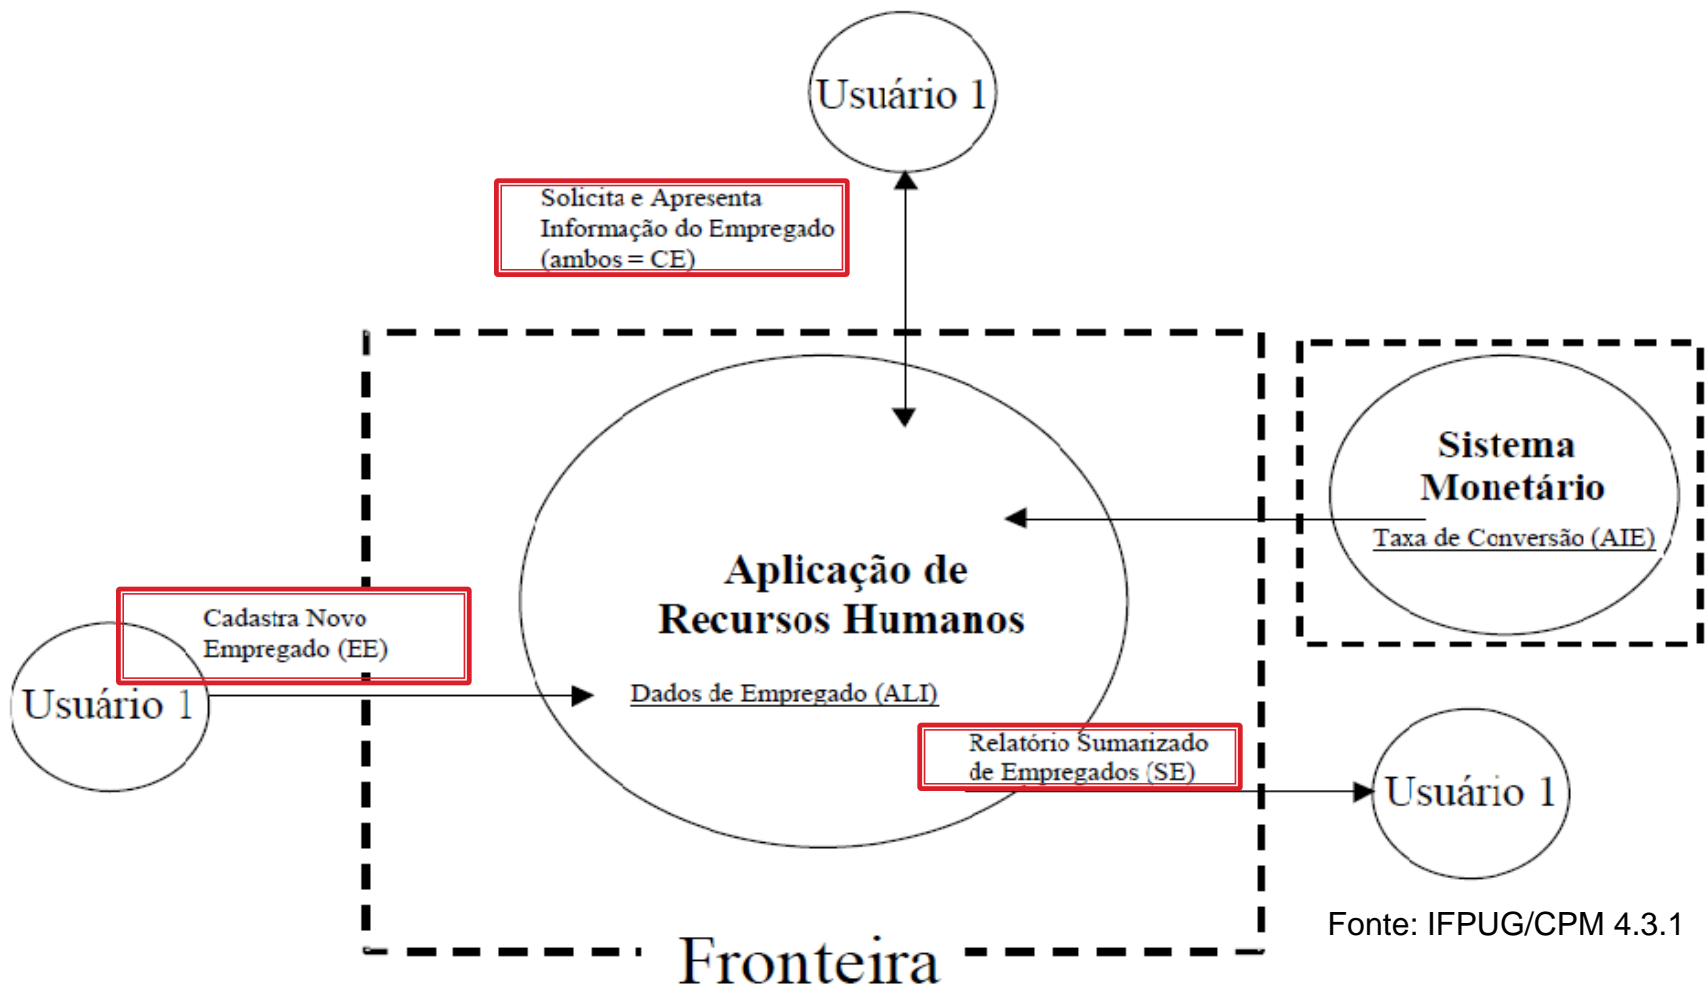 Usuário 1
Solicita e Apresenta
Informação do Empregado
(ambos = CE)
Sistema
Monetário
Taxa de Conversão (AIE)
Aplicação de
Recursos Humanos
Cadastra Novo
Empregado (EE)
Usuário 1
Dados de Empregado (ALI)
Relatório Sumarizado
de Empregados (SE)
Usuário 1
Fonte: IFPUG/CPM 4.3.1
Fronteira